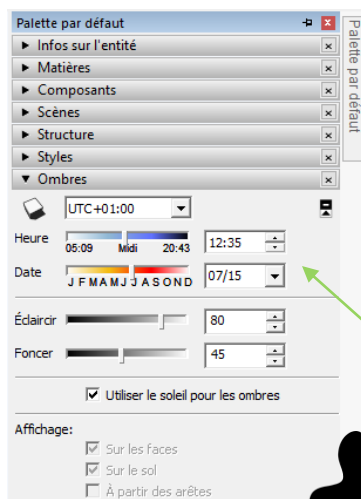 Palette par défaut
Palette par défaut
Infos sur l'entité
Matières
Composants
Scènes
Structure
Styles
Ombres
UTC+01:00
Heure
05:09 Midi 20:43
12:35
Date
J F M A M J J A S O N D
07/15
Éclaircir
80
Foncer
45
Utiliser le soleil pour les ombres
Affichage:
Sur les faces
Sur le sol
À partir des arêtes